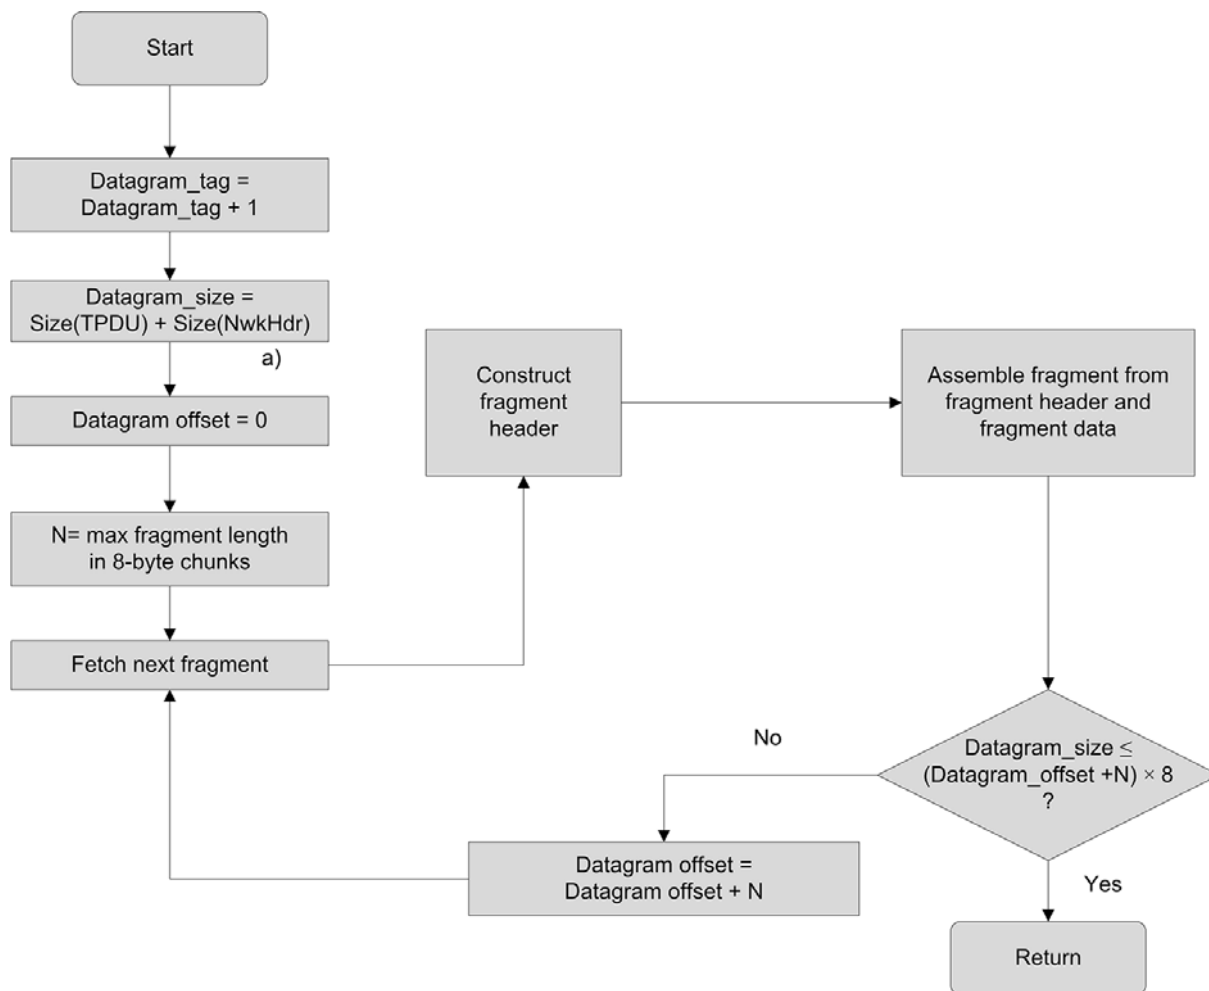 Start
Datagram_tag =
Datagram_tag + 1
Datagram_size =
Size(TPDU) + Size(NwkHdr)
a)
Datagram offset = 0
N= max fragment length
in 8-byte chunks
Fetch next fragment
Construct
fragment
header
Assemble fragment from
fragment header and
fragment data
Datagram_size ≤
(Datagram_offset +N) × 8
?
No
Datagram offset =
Datagram offset + N
Yes
Return